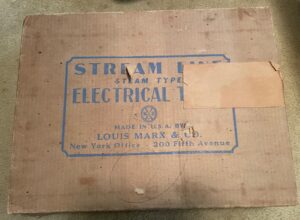 STREAM LINE
STEAM TYPE
ELECTRICAL T
MADE IN U.S.A. BY
LOUIS MARX & CO.
New York Office - 200 Fifth Avenue